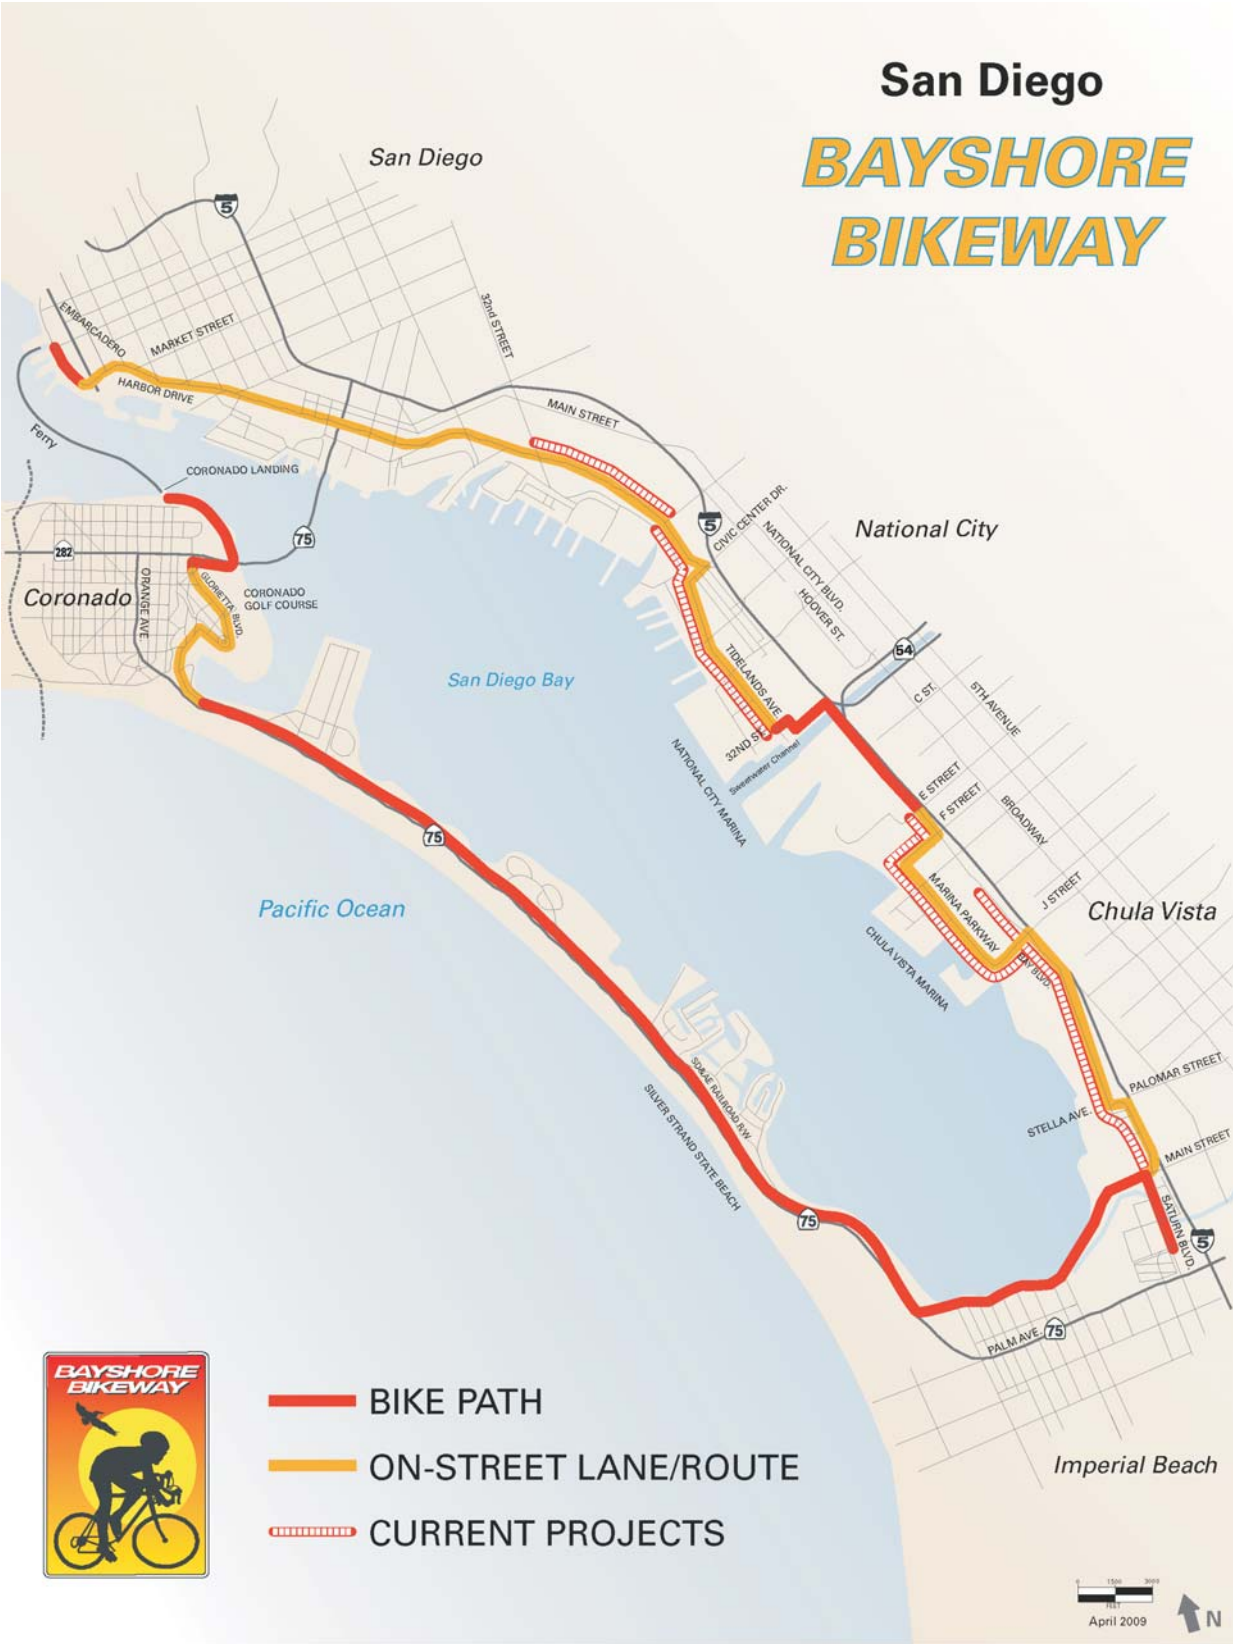 San Diego
BAYSHORE
BIKEWAY
San Diego
5
32nd STREET
EMBARCADERO
MARKET STREET
HARBOR DRIVE
MAIN STREET
Ferry
CORONADO LANDING
75
282
5
CIVIC CENTER DR.
National City
NATIONAL CITY BLVD.
HOOVER ST.
Coronado
ORANGE AVE.
GLORIETTA BLVD.
CORONADO
GOLF COURSE
54
San Diego Bay
TIDELANDS AVE.
C ST.
5TH AVENUE
32ND ST.
Sweetwater Channel
NATIONAL CITY MARINA
E STREET
F STREET
BROADWAY
75
Pacific Ocean
MARINA PARKWAY
J STREET
Chula Vista
CHULA VISTA MARINA
BAY BLVD.
SD&AE RAILROAD R/W
SILVER STRAND STATE BEACH
PALOMAR STREET
STELLA AVE.
MAIN STREET
75
SATURN BLVD.
5
PALM AVE.
75
BAYSHORE
BIKEWAY
BIKE PATH
ON-STREET LANE/ROUTE
CURRENT PROJECTS
Imperial Beach
0 1500 3000
FEET
April 2009
N